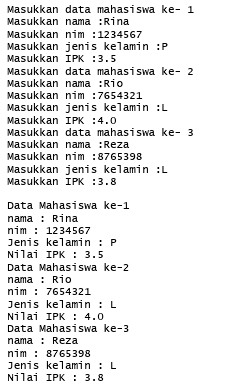 Masukkan data mahasiswa ke- 1
Masukkan nama :Rina
Masukkan nim :1234567
Masukkan jenis kelamin :P
Masukkan IPK :3.5
Masukkan data mahasiswa ke- 2
Masukkan nama :Rio
Masukkan nim :7654321
Masukkan jenis kelamin :L
Masukkan IPK :4.0
Masukkan data mahasiswa ke- 3
Masukkan nama :Reza
Masukkan nim :8765398
Masukkan jenis kelamin :L
Masukkan IPK :3.8

Data Mahasiswa ke-1
nama : Rina
nim : 1234567
Jenis kelamin : P
Nilai IPK : 3.5
Data Mahasiswa ke-2
nama : Rio
nim : 7654321
Jenis kelamin : L
Nilai IPK : 4.0
Data Mahasiswa ke-3
nama : Reza
nim : 8765398
Jenis kelamin : L
Nilai IPK : 3.8